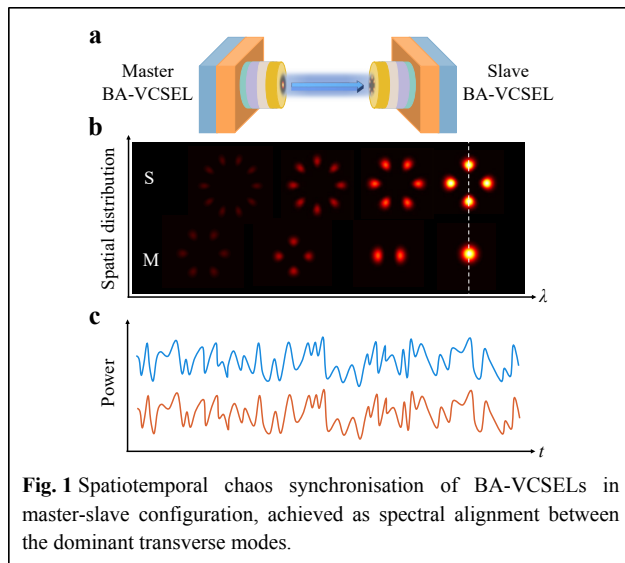 a
Master
BA-VCSEL
Slave
BA-VCSEL
b
Spatial distribution
S
M
λ
c
Power
t
Fig. 1 Spatiotemporal chaos synchronisation of BA-VCSELs in
master-slave configuration, achieved as spectral alignment between
the dominant transverse modes.